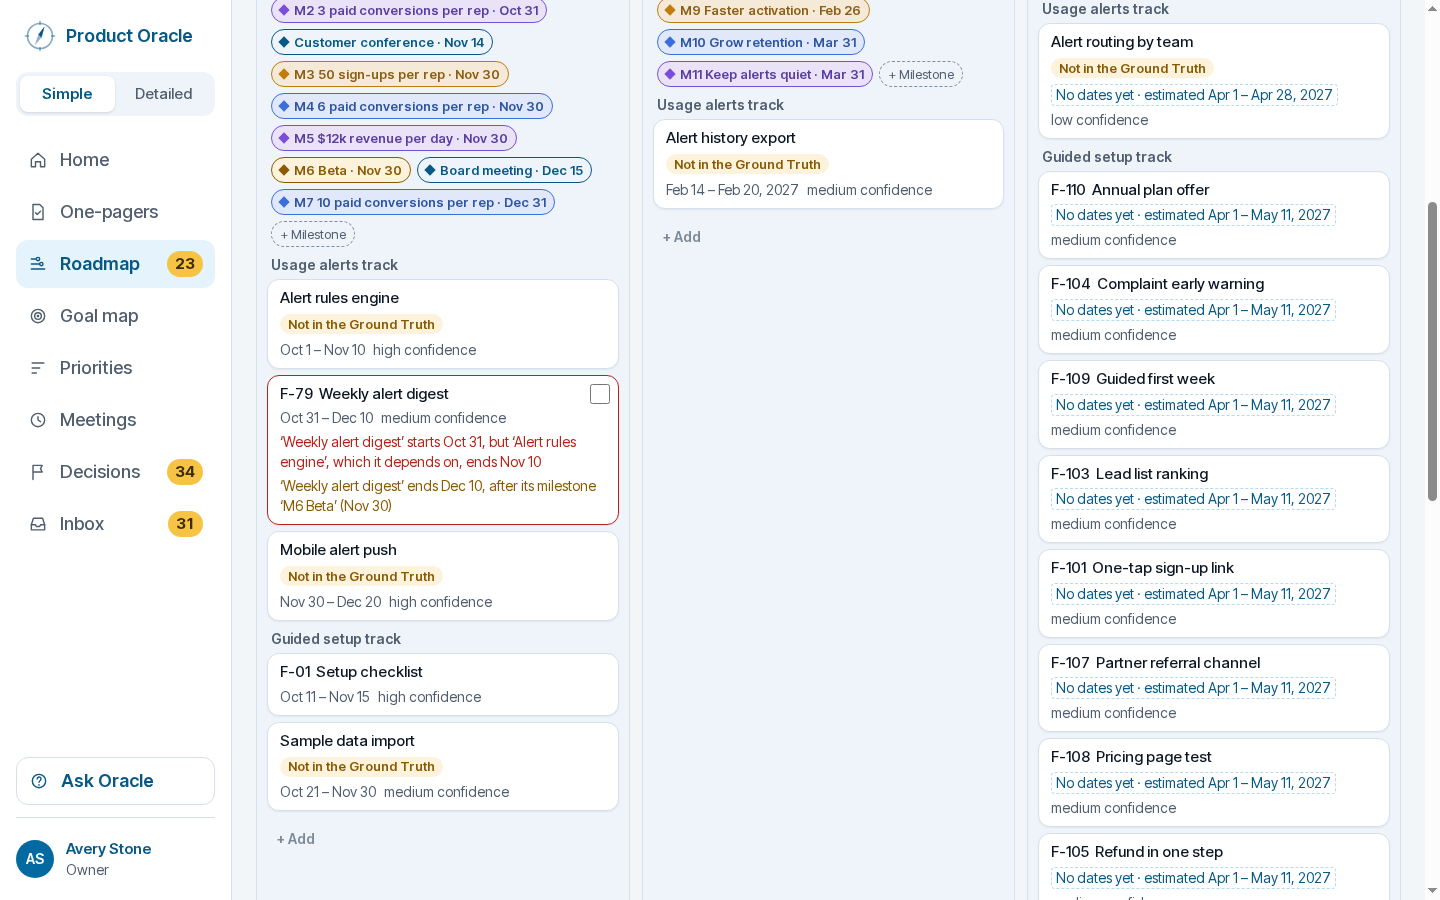 Product Oracle
Simple
Detailed
Home
One-pagers
Roadmap
23
Goal map
Priorities
Meetings
Decisions
34
Inbox
31
Ask Oracle
AS
Avery Stone
Owner
M2 3 paid conversions per rep · Oct 31
Customer conference · Nov 14
M3 50 sign-ups per rep · Nov 30
M4 6 paid conversions per rep · Nov 30
M5 $12k revenue per day · Nov 30
M6 Beta · Nov 30
Board meeting · Dec 15
M7 10 paid conversions per rep · Dec 31
+ Milestone
Usage alerts track
Alert rules engine
Not in the Ground Truth
Oct 1 – Nov 10 high confidence
F-79 Weekly alert digest
Oct 31 – Dec 10 medium confidence
‘Weekly alert digest’ starts Oct 31, but ‘Alert rules
engine’, which it depends on, ends Nov 10
‘Weekly alert digest’ ends Dec 10, after its milestone
‘M6 Beta’ (Nov 30)
Mobile alert push
Not in the Ground Truth
Nov 30 – Dec 20 high confidence
Guided setup track
F-01 Setup checklist
Oct 11 – Nov 15 high confidence
Sample data import
Not in the Ground Truth
Oct 21 – Nov 30 medium confidence
+ Add
M9 Faster activation · Feb 26
M10 Grow retention · Mar 31
M11 Keep alerts quiet · Mar 31
+ Milestone
Usage alerts track
Alert history export
Not in the Ground Truth
Feb 14 – Feb 20, 2027 medium confidence
+ Add
Usage alerts track
Alert routing by team
Not in the Ground Truth
No dates yet · estimated Apr 1 – Apr 28, 2027
low confidence
Guided setup track
F-110 Annual plan offer
No dates yet · estimated Apr 1 – May 11, 2027
medium confidence
F-104 Complaint early warning
No dates yet · estimated Apr 1 – May 11, 2027
medium confidence
F-109 Guided first week
No dates yet · estimated Apr 1 – May 11, 2027
medium confidence
F-103 Lead list ranking
No dates yet · estimated Apr 1 – May 11, 2027
medium confidence
F-101 One-tap sign-up link
No dates yet · estimated Apr 1 – May 11, 2027
medium confidence
F-107 Partner referral channel
No dates yet · estimated Apr 1 – May 11, 2027
medium confidence
F-108 Pricing page test
No dates yet · estimated Apr 1 – May 11, 2027
medium confidence
F-105 Refund in one step
No dates yet · estimated Apr 1 – May 11, 2027